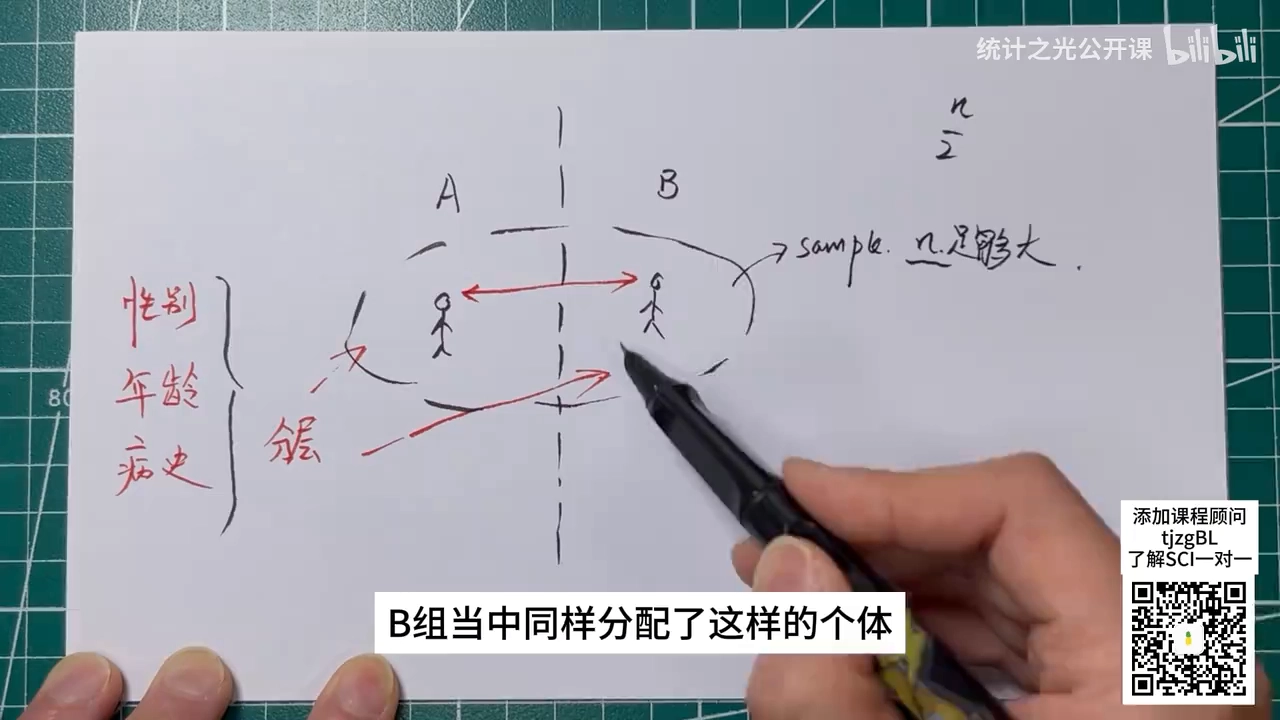 统计之光公开课 bilibili
n
2
A
B
sample. n.足够大.
性别
年龄
病史
80
分层
添加课程顾问
tjzgBL
了解SCI一对一
B组当中同样分配了这样的个体